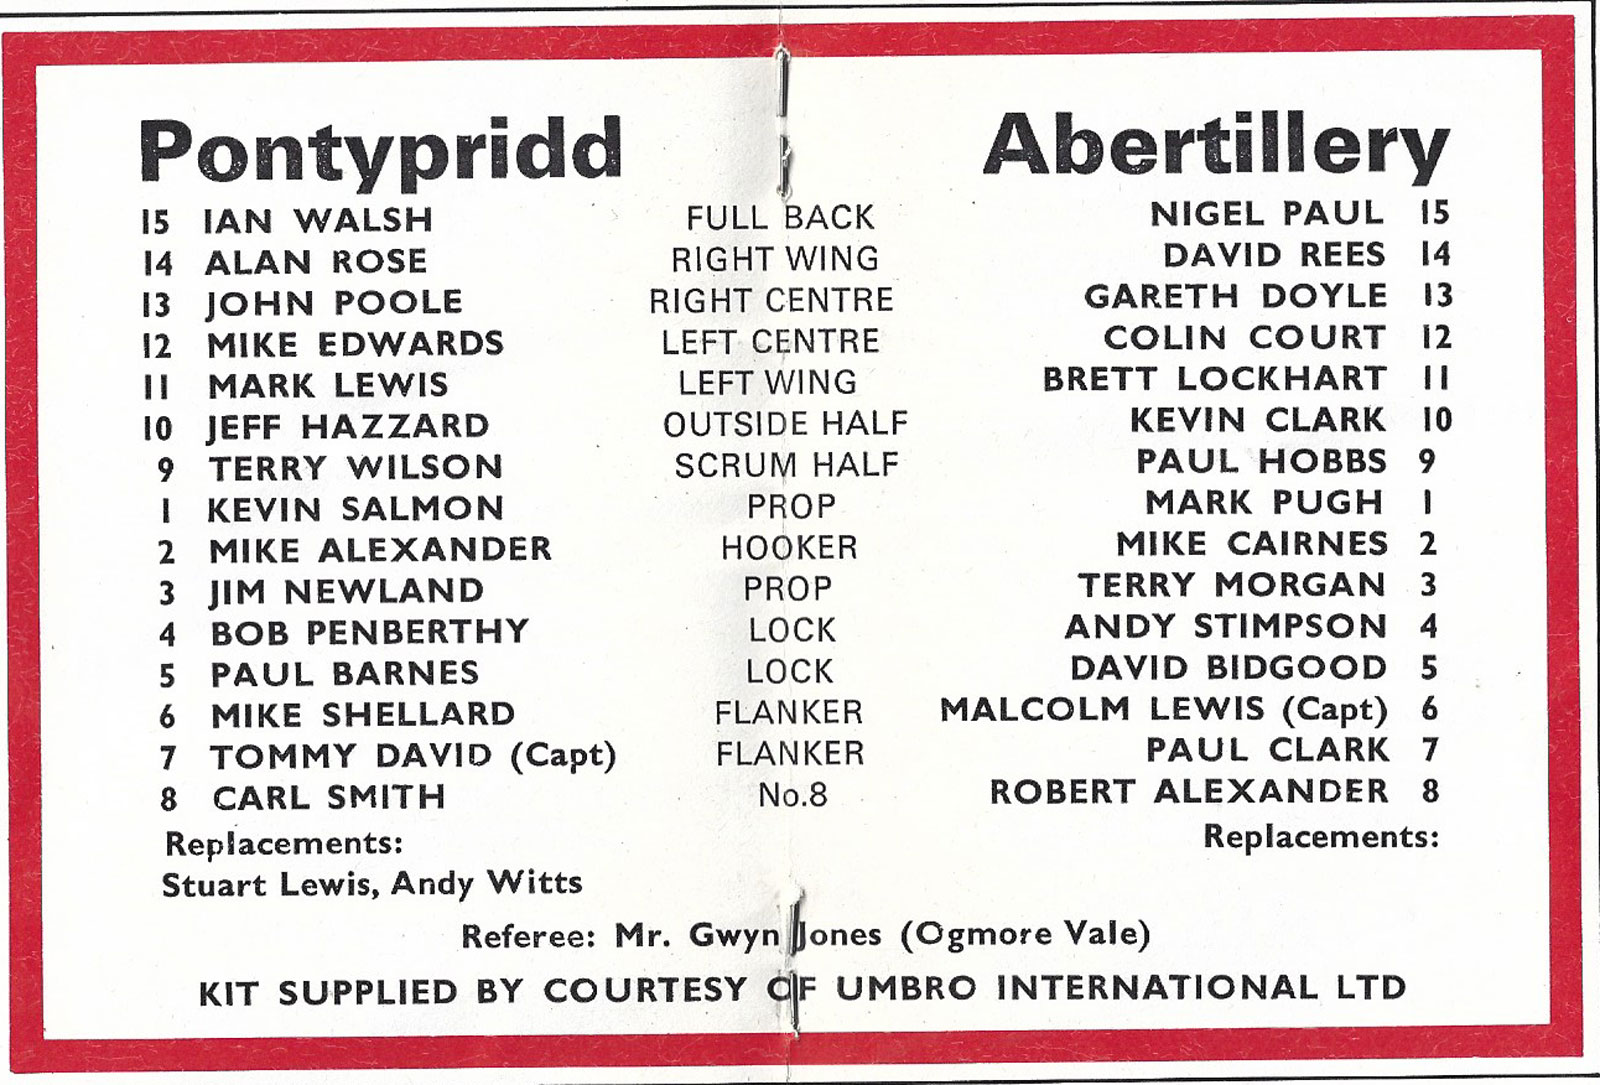 Pontypridd Abertillery
15 IAN WALSH FULL BACK NIGEL PAUL 15
14 ALAN ROSE RIGHT WING DAVID REES 14
13 JOHN POOLE RIGHT CENTRE GARETH DOYLE 13
12 MIKE EDWARDS LEFT CENTRE COLIN COURT 12
11 MARK LEWIS LEFT WING BRETT LOCKHART 11
10 JEFF HAZZARD OUTSIDE HALF KEVIN CLARK 10
9 TERRY WILSON SCRUM HALF PAUL HOBBS 9
1 KEVIN SALMON PROP MARK PUGH 1
2 MIKE ALEXANDER HOOKER MIKE CAIRNES 2
3 JIM NEWLAND PROP TERRY MORGAN 3
4 BOB PENBERTHY LOCK ANDY STIMPSON 4
5 PAUL BARNES LOCK DAVID BIDGOOD 5
6 MIKE SHELLARD FLANKER MALCOLM LEWIS (Capt) 6
7 TOMMY DAVID (Capt) FLANKER PAUL CLARK 7
8 CARL SMITH No.8 ROBERT ALEXANDER 8
Replacements: Replacements:
Stuart Lewis, Andy Witts
Referee: Mr. Gwyn Jones (Ogmore Vale)
KIT SUPPLIED BY COURTESY OF UMBRO INTERNATIONAL LTD